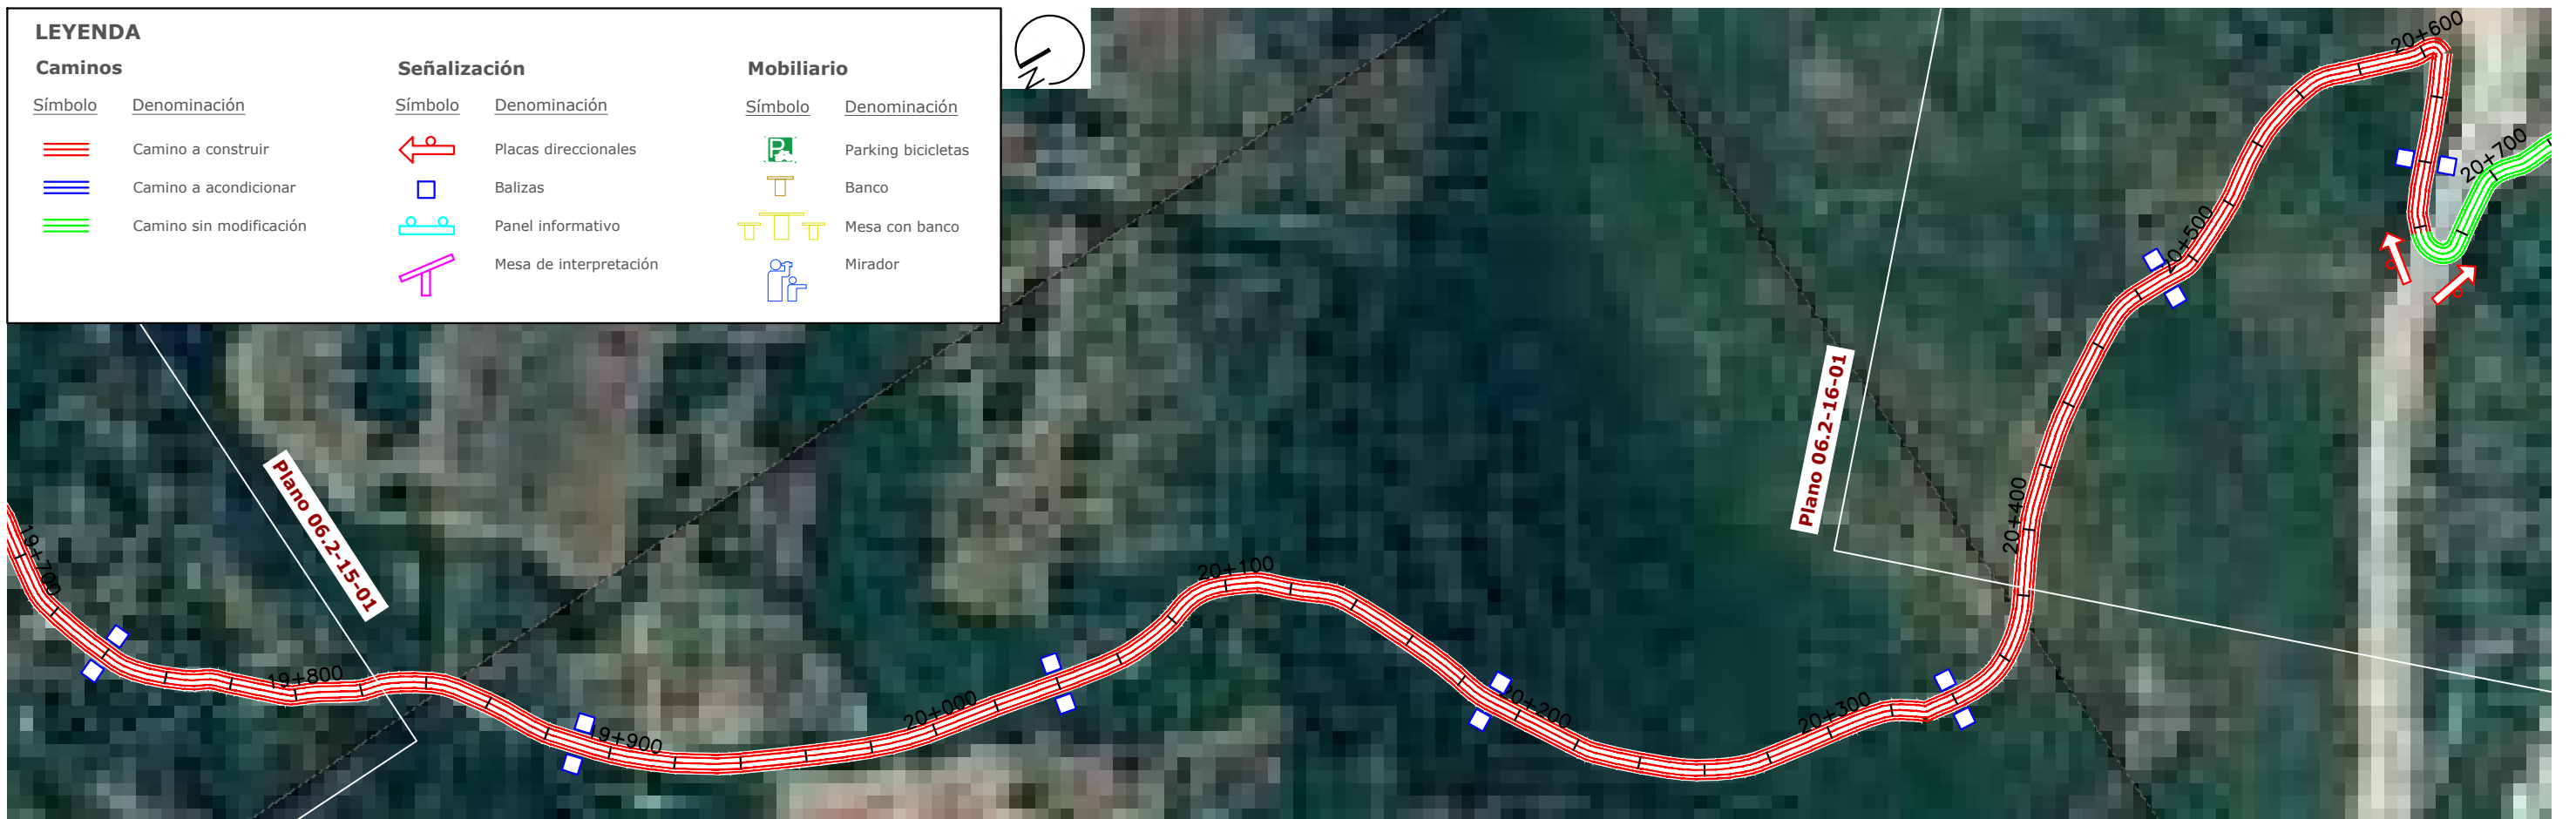 LEYENDA
Caminos
Símbolo Denominación
Camino a construir
Camino a acondicionar
Camino sin modificación
Señalización
Símbolo Denominación
Placas direccionales
Balizas
Panel informativo
Mesa de interpretación
Mobiliario
Símbolo Denominación
P
Parking bicicletas
Banco
Mesa con banco
Mirador
N
19+700
Plano 06.2-15-01
19+800
19+900
20+000
20+100
20+200
20+300
Plano 06.2-16-01
20+400
20+500
20+600
20+700